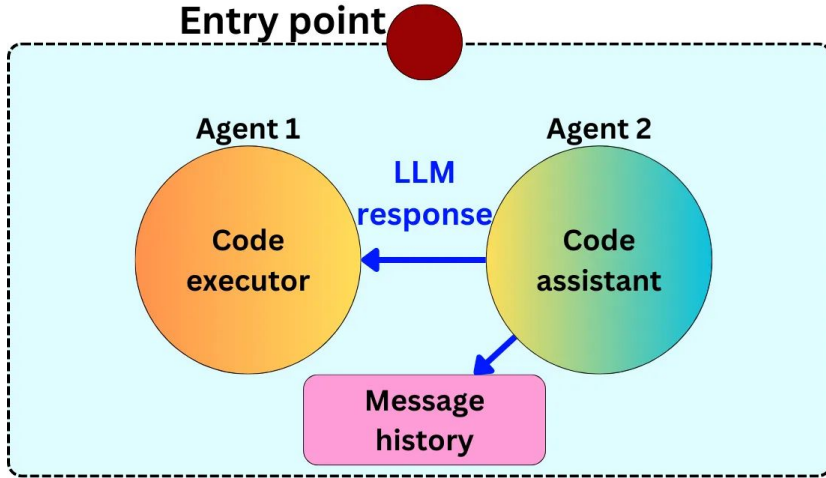 Entry point
Agent 1
Agent 2
LLM
response
Code
executor
Code
assistant
Message
history